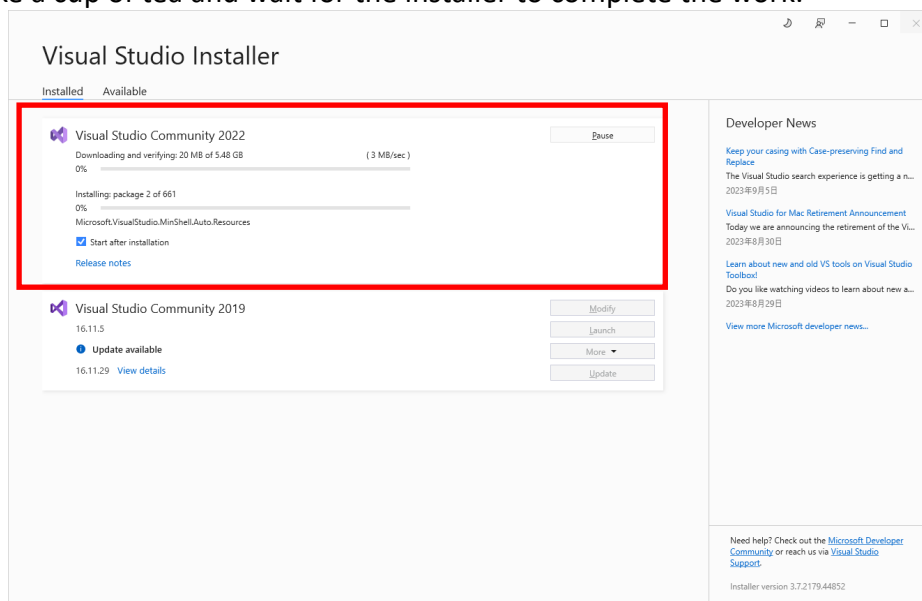 ke a cup of tea and wait for the installer to complete the work.
Visual Studio Installer
Installed Available
Visual Studio Community 2022
Pause
Downloading and verifying: 20 MB of 5.48 GB ( 3 MB/sec )
0%
Installing: package 2 of 661
0%
Microsoft.VisualStudio.MinShell.Auto.Resources
Start after installation
Release notes
Visual Studio Community 2019
Modify
16.11.5
Launch
Update available
More
16.11.29 View details
Update
Developer News
Keep your casing with Case-preserving Find and
Replace
The Visual Studio search experience is getting a n...
2023年9月5日
Visual Studio for Mac Retirement Announcement
Today we are announcing the retirement of the Vi...
2023年8月30日
Learn about new and old VS tools on Visual Studio
Toolbox!
Do you like watching videos to learn about new a...
2023年8月29日
View more Microsoft developer news...
Need help? Check out the Microsoft Developer
Community or reach us via Visual Studio
Support.
Installer version 3.7.2179.44852